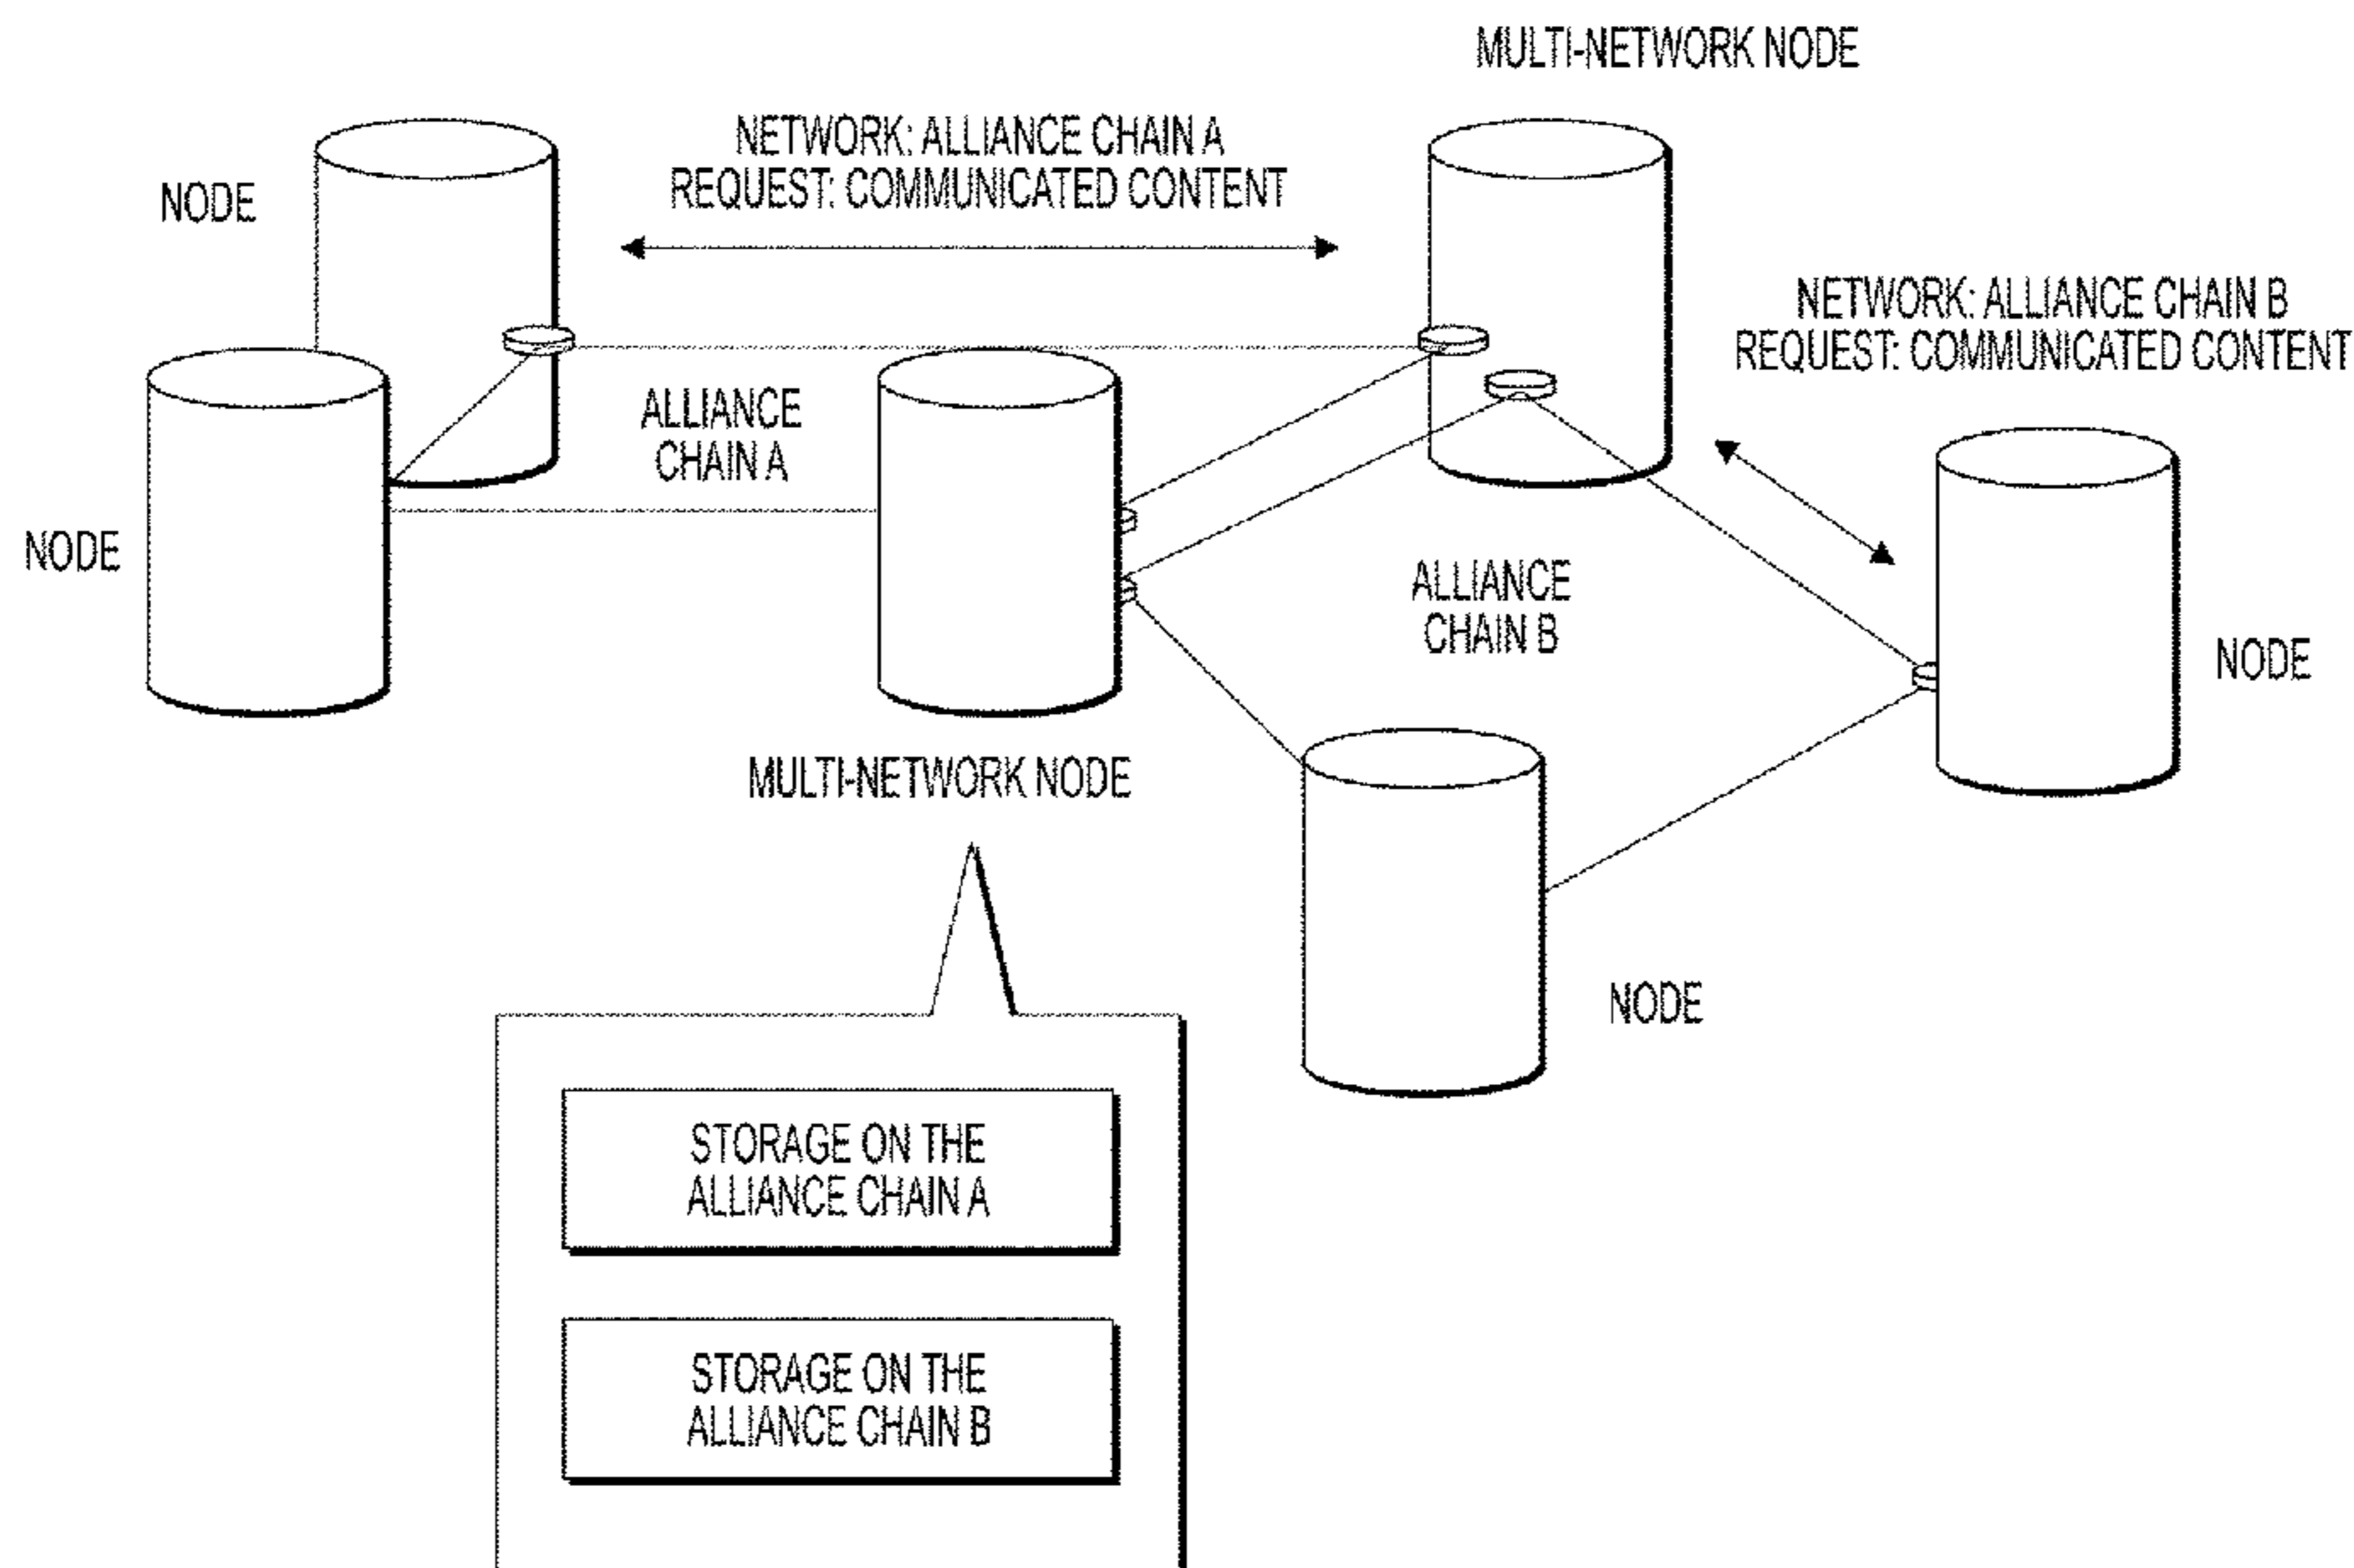 MULTI-NETWORK NODE
NETWORK: ALLIANCE CHAIN A
REQUEST: COMMUNICATED CONTENT
NODE
NETWORK: ALLIANCE CHAIN B
REQUEST: COMMUNICATED CONTENT
ALLIANCE
CHAIN A
NODE
ALLIANCE
CHAIN B
NODE
MULTI-NETWORK NODE
NODE
STORAGE ON THE
ALLIANCE CHAIN A
STORAGE ON THE
ALLIANCE CHAIN B